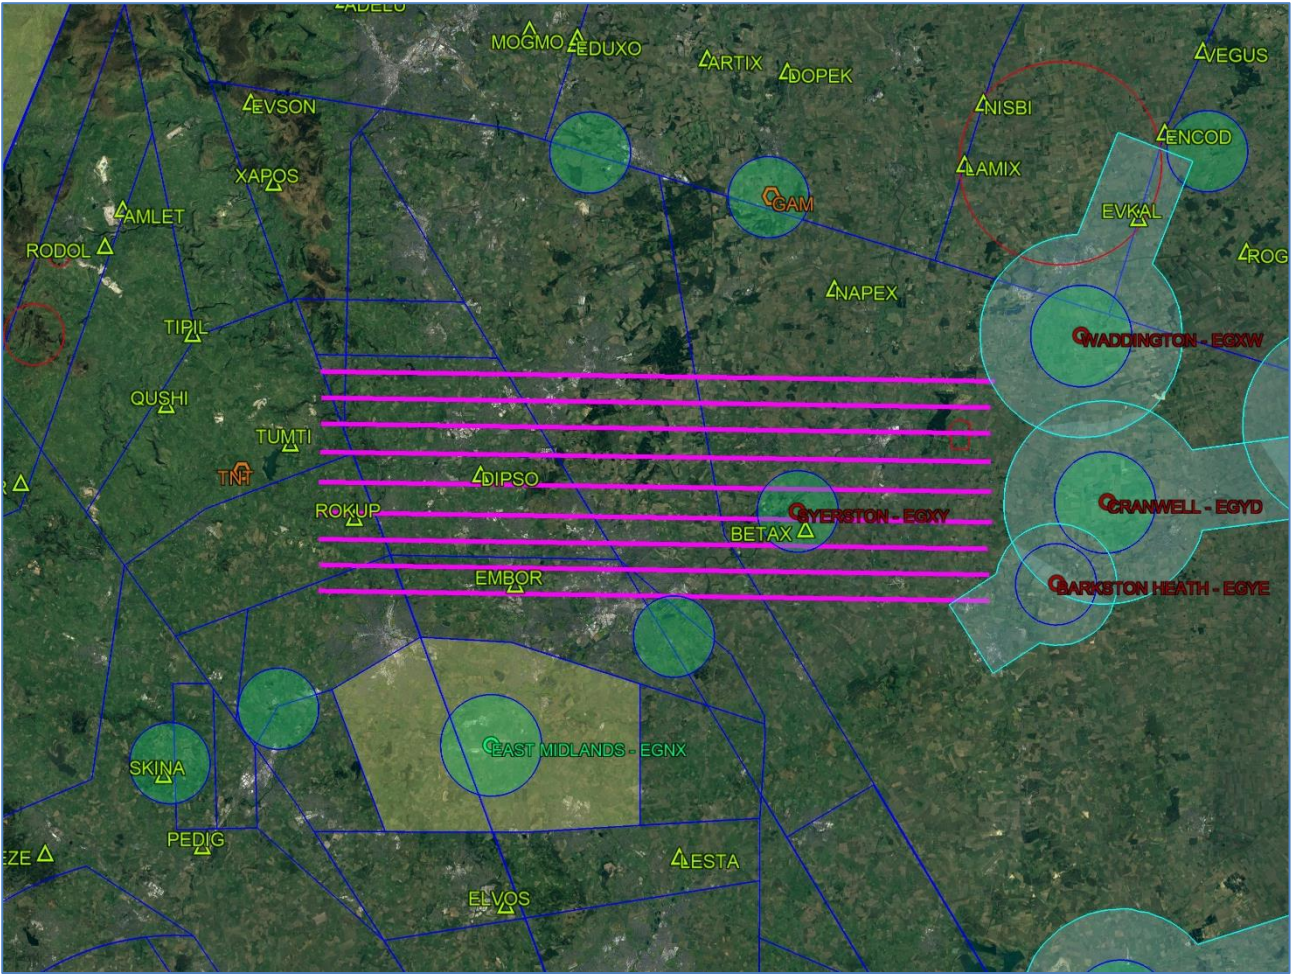 ADELU
MOGMO
EDUXO
ARTIX
DOPEK
VEGUS
EVSON
NISBI
ENCOD
XAPOS
LAMIX
AMLET
GAM
EVKAL
RODOL
ROG
NAPEX
TIPIL
WADDINGTON - EGXW
QUSHI
TUMTI
TNT
DIPSO
ROKUP
SYERSTON - EGXY
CRANWELL - EGYD
BETAX
EMBOR
BARKSTON HEATH - EGYE
EAST MIDLANDS - EGNX
SKINA
PEDIG
EZE
LESTA
ELVOS